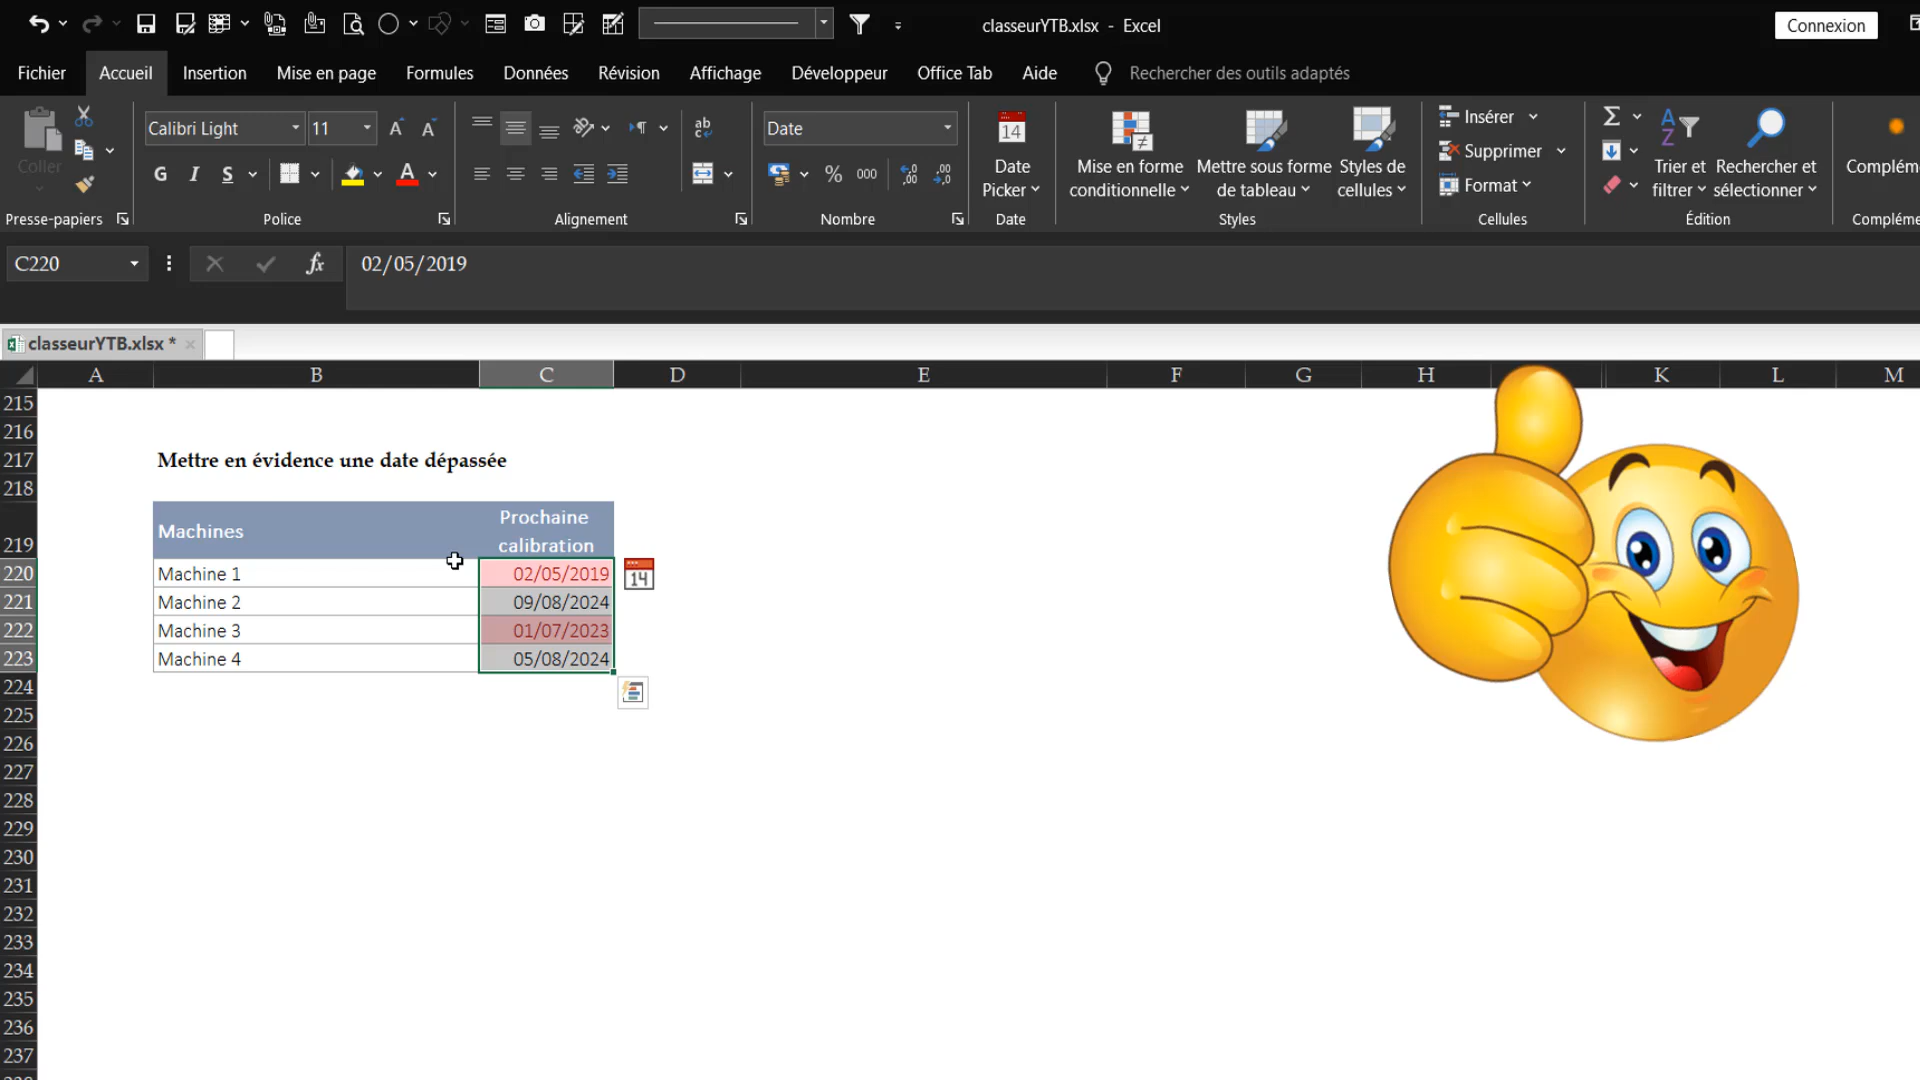 classeurYTB.xlsx - Excel
Connexion
Fichier Accueil Insertion Mise en page Formules Données Révision Affichage Développeur Office Tab Aide Rechercher des outils adaptés
Coller
Presse-papiers
Calibri Light 11
G I S A
Police
ab
Alignement
Date
% 000
Nombre
14
Date
Picker
Date
Mise en forme
conditionnelle
Mettre sous forme
de tableau
Styles de
cellules
Styles
Insérer
Supprimer
Format
Cellules
Trier et
filtrer
Rechercher et
sélectionner
Édition
Complém
Compléme
C220 fx 02/05/2019
classeurYTB.xlsx *
A B C D E F G H K L M
215
216
217 Mettre en évidence une date dépassée
218
219 Machines Prochaine
calibration
220 Machine 1 02/05/2019 14
221 Machine 2 09/08/2024
222 Machine 3 01/07/2023
223 Machine 4 05/08/2024
224
225
226
227
228
229
230
231
232
233
234
235
236
237